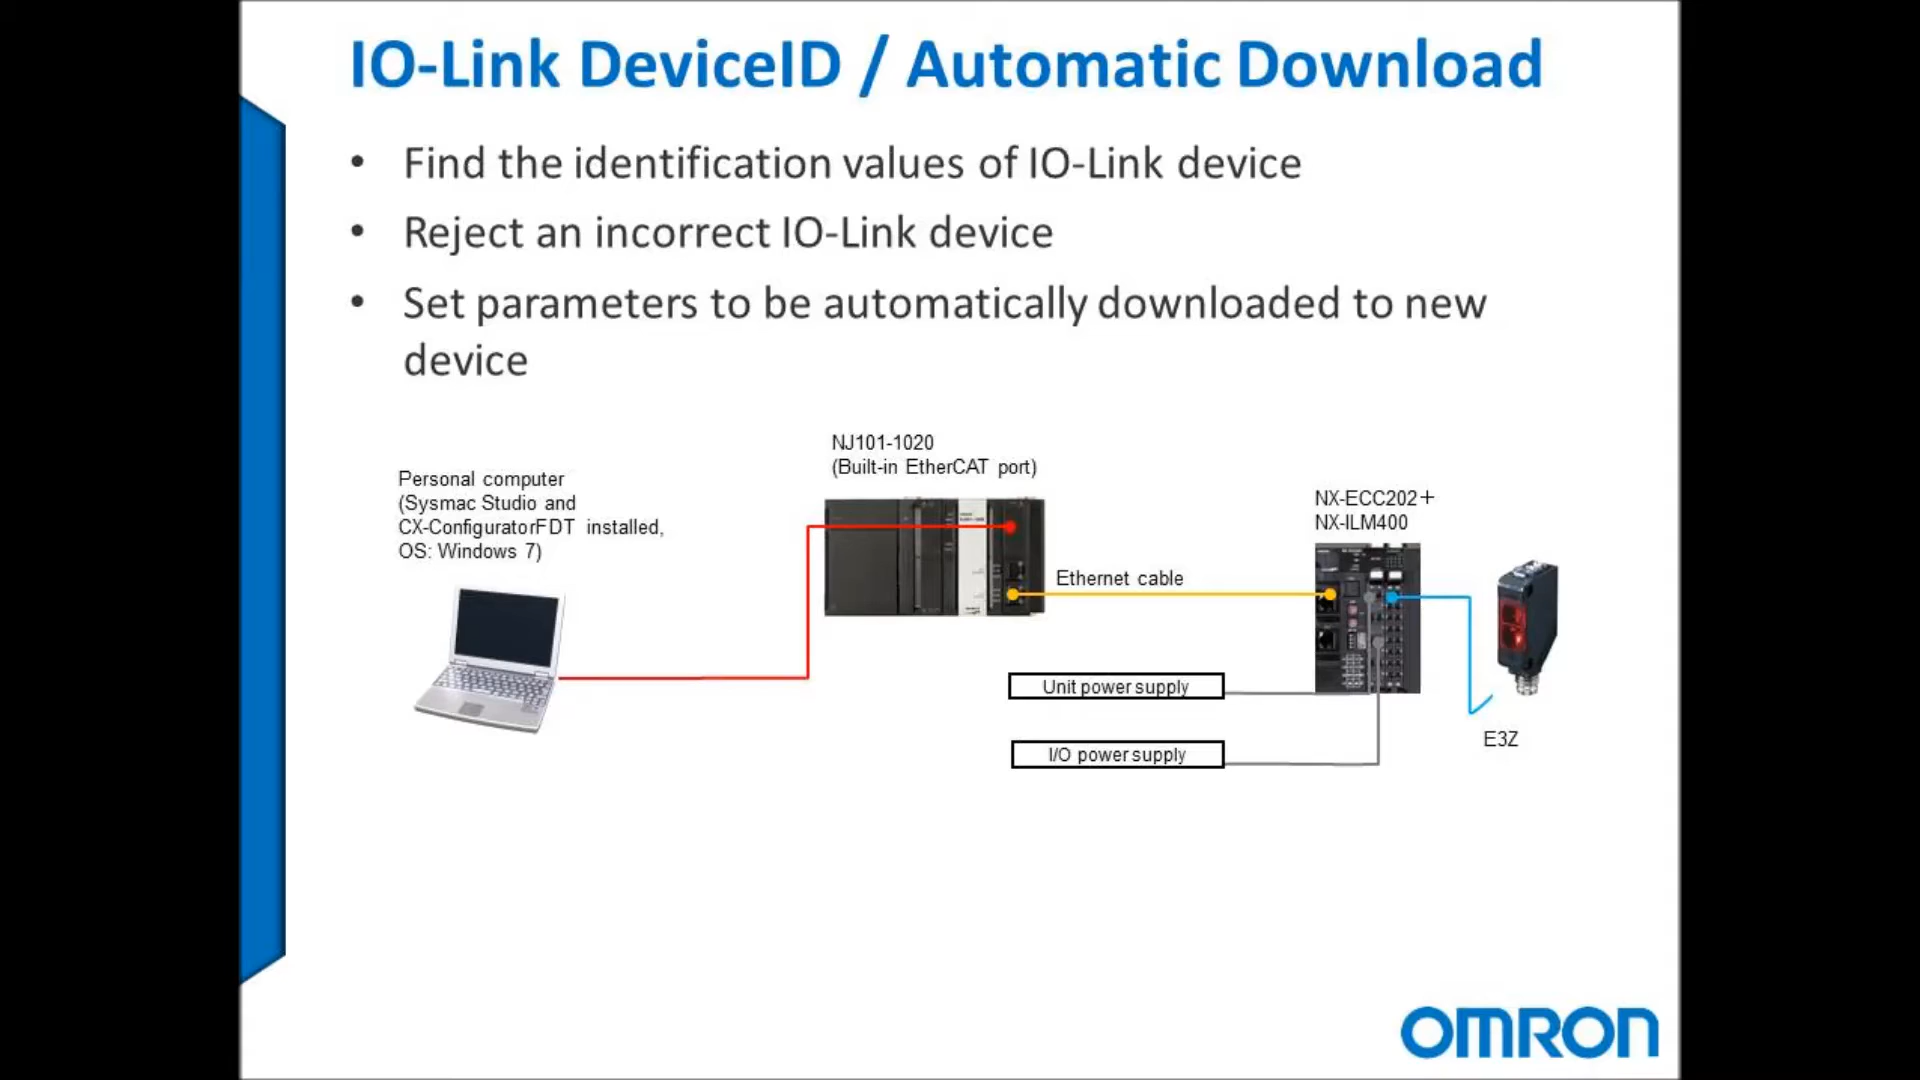 IO-Link DeviceID / Automatic Download
• Find the identification values of IO-Link device
• Reject an incorrect IO-Link device
• Set parameters to be automatically downloaded to new
device
Personal computer
(Sysmac Studio and
CX-ConfiguratorFDT installed,
OS: Windows 7)
NJ101-1020
(Built-in EtherCAT port)
Ethernet cable
NX-ECC202+
NX-ILM400
Unit power supply
I/O power supply
E3Z
OMRON